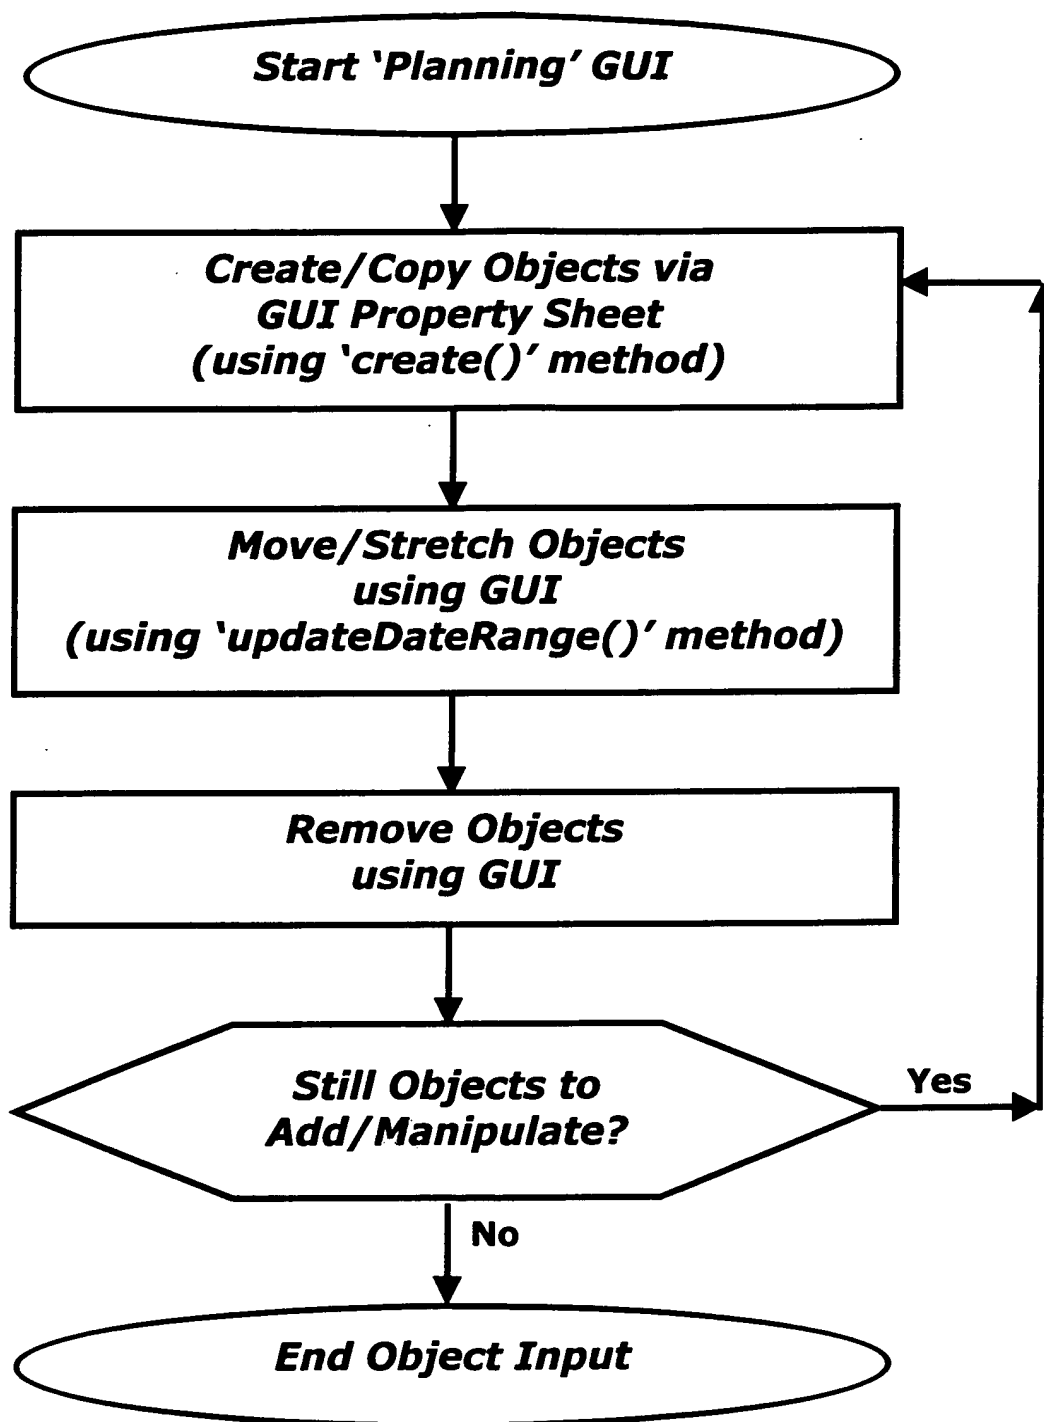 Start ‘Planning’ GUI
Create/Copy Objects via
GUI Property Sheet
(using ‘create()’ method)
Move/Stretch Objects
using GUI
(using ‘updateDateRange()’ method)
Remove Objects
using GUI
Still Objects to
Add/Manipulate?
Yes
No
End Object Input